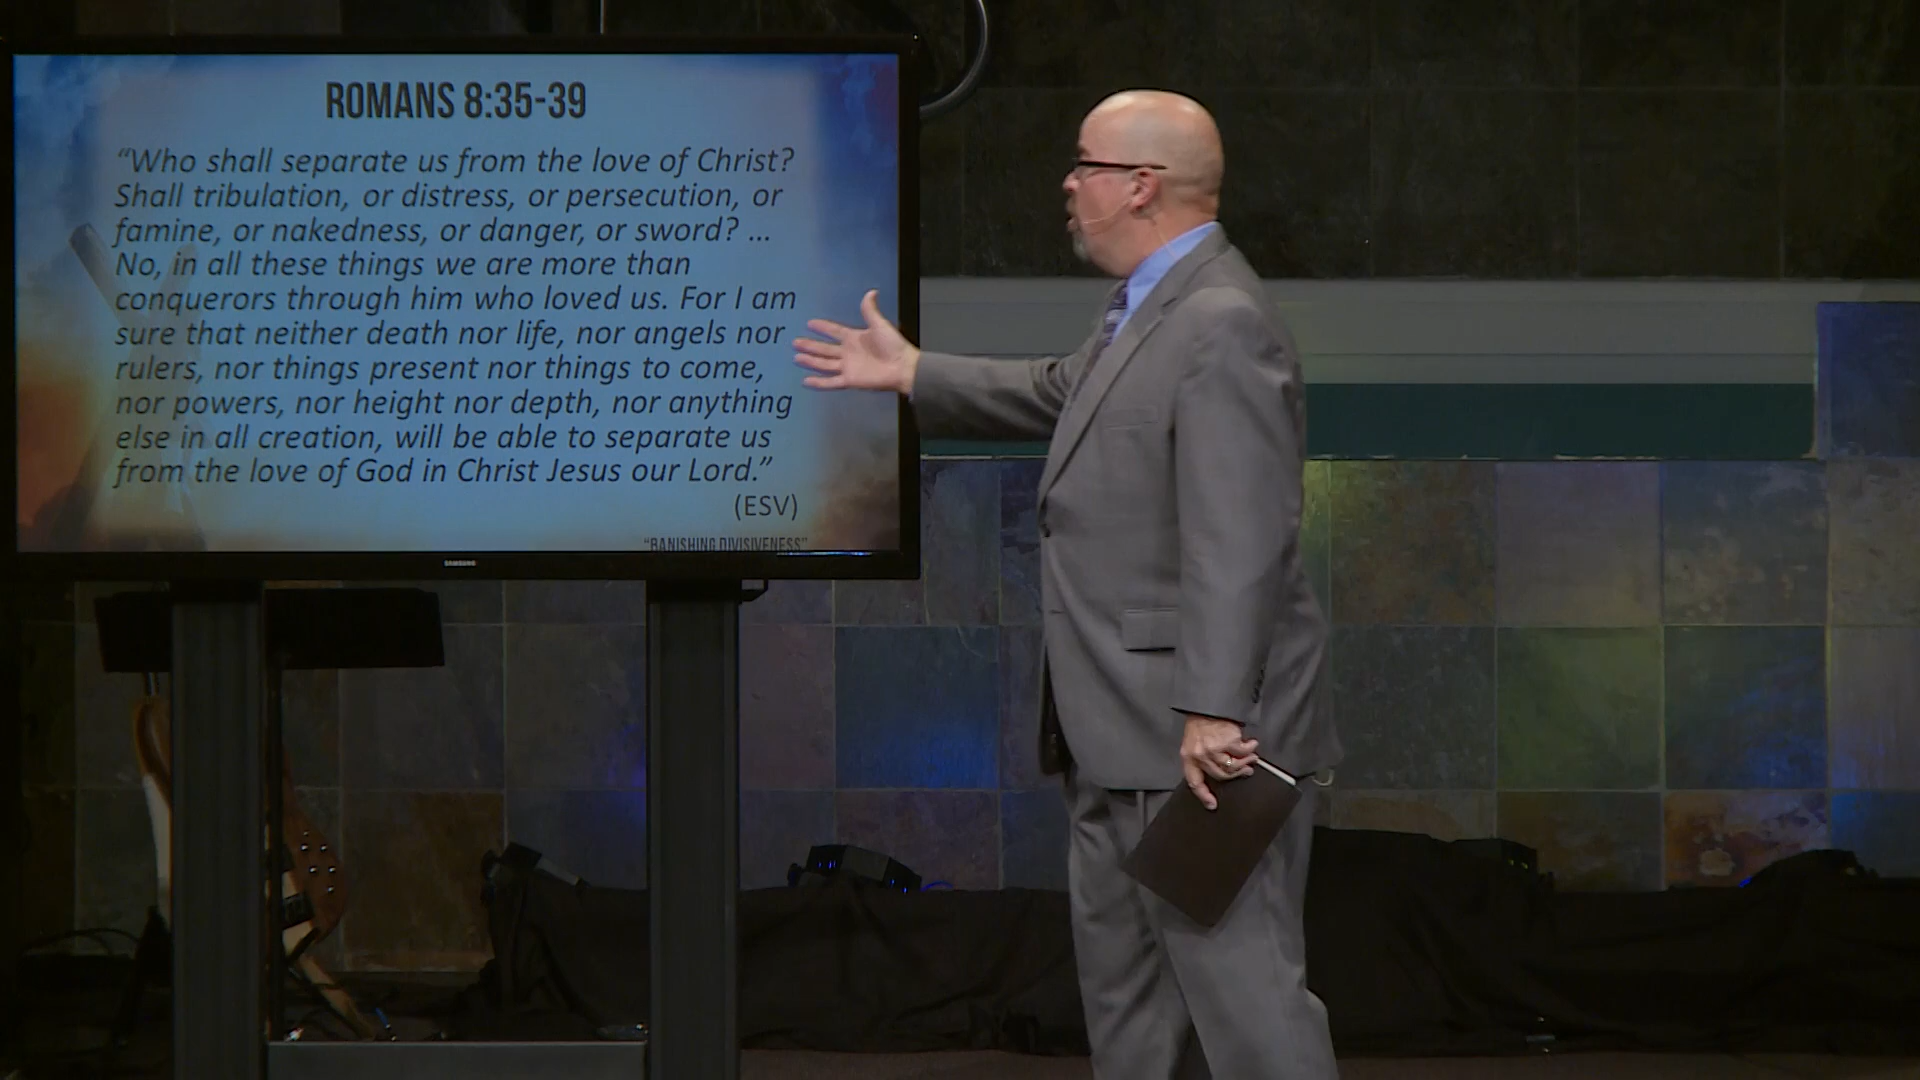 ROMANS 8:35-39
“Who shall separate us from the love of Christ?
Shall tribulation, or distress, or persecution, or
famine, or nakedness, or danger, or sword? ...
No, in all these things we are more than
conquerors through him who loved us. For I am
sure that neither death nor life, nor angels nor
rulers, nor things present nor things to come,
nor powers, nor height nor depth, nor anything
else in all creation, will be able to separate us
from the love of God in Christ Jesus our Lord.”
(ESV)
“BANISHING DIVISIVENESS”
SAMSUNG